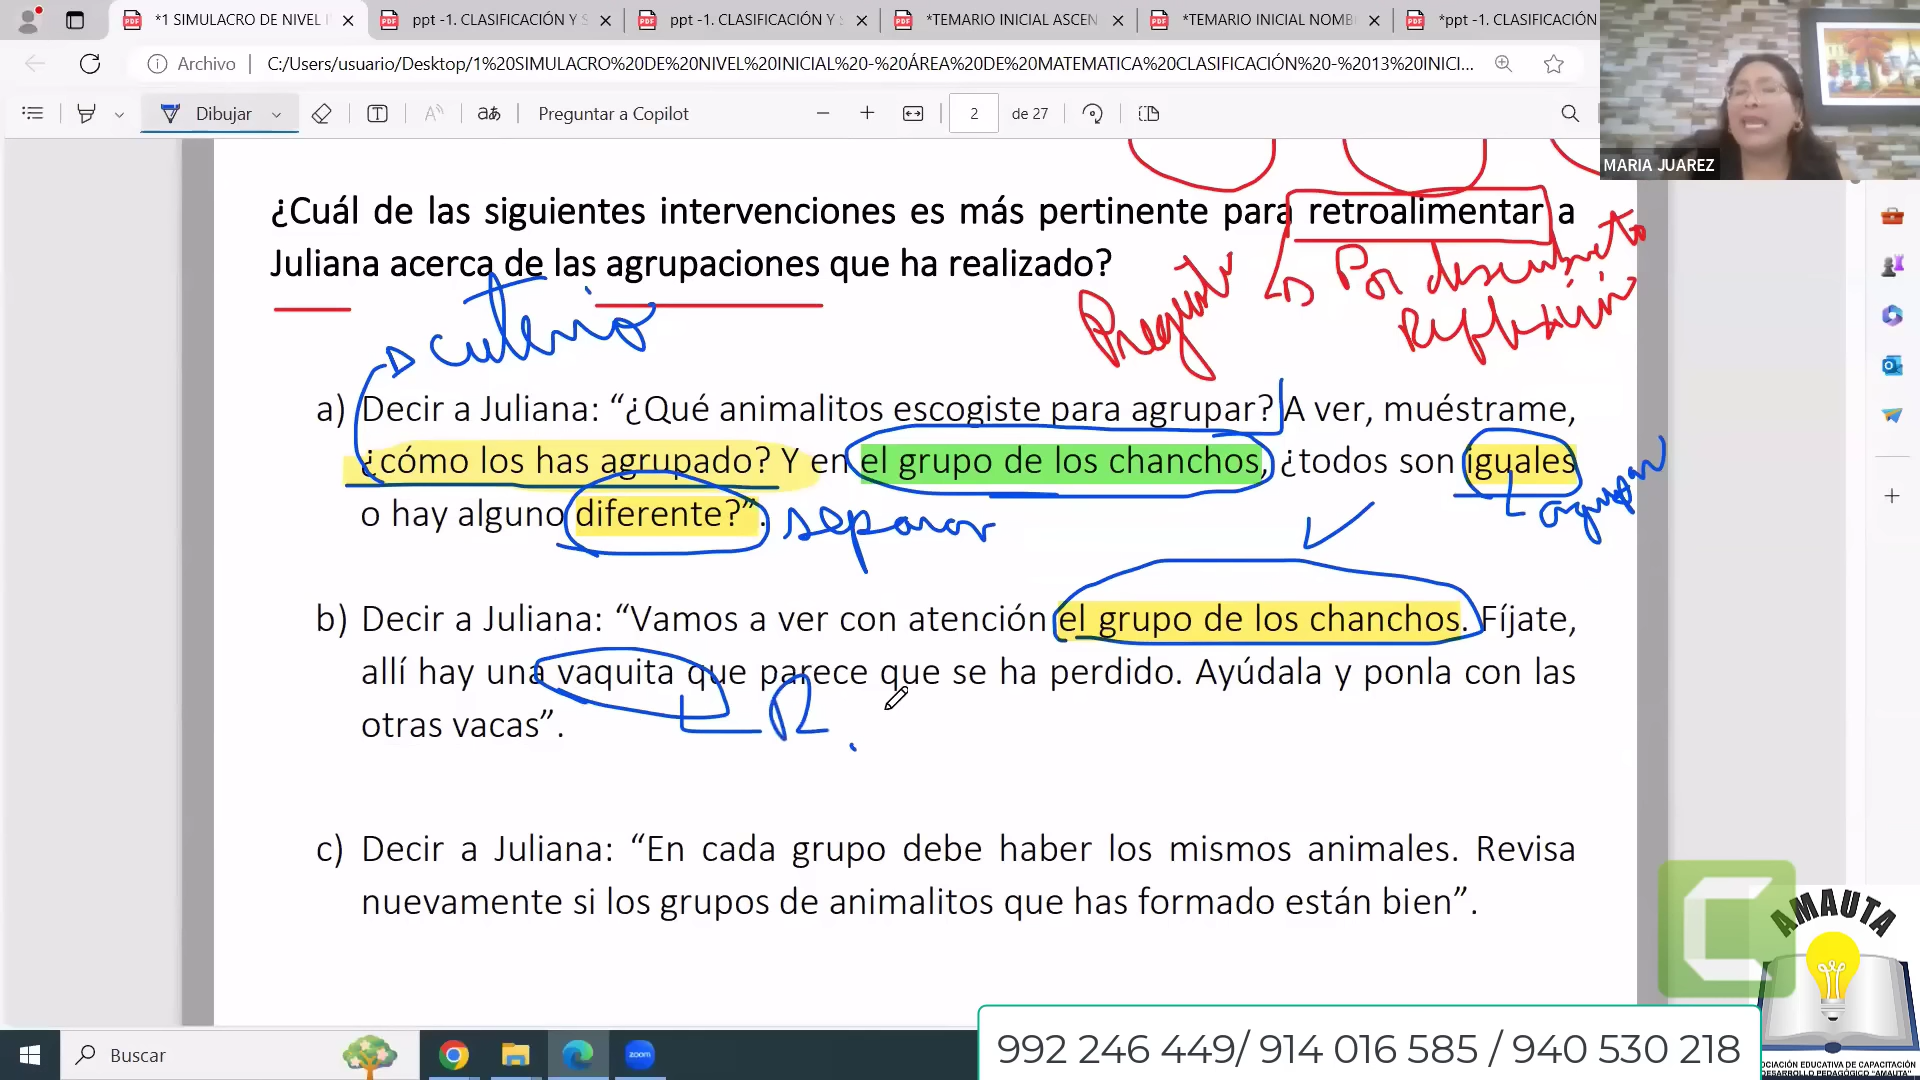 *1 SIMULACRO DE NIVEL I
ppt -1. CLASIFICACIÓN Y S
ppt -1. CLASIFICACIÓN Y
*TEMARIO INICIAL ASCEN
*TEMARIO INICIAL NOMB
*ppt -1. CLASIFICACIÓN
Archivo
C:/Users/usuario/Desktop/1%20SIMULACRO%20DE%20NIVEL%20INICIAL%20-%20ÁREA%20DE%20MATEMATICA%20CLASIFICACIÓN%20-%2013%20INICI...
Dibujar
Preguntar a Copilot
2
de 27
MARIA JUAREZ
¿Cuál de las siguientes intervenciones es más pertinente para retroalimentar a
Juliana acerca de las agrupaciones que ha realizado?
Por descubrimiento
Reflexión
criterio
a) Decir a Juliana: “¿Qué animalitos escogiste para agrupar? A ver, muéstrame,
¿cómo los has agrupado? Y en el grupo de los chanchos, ¿todos son iguales
o hay alguno diferente?”.
separar
agrupar
b) Decir a Juliana: “Vamos a ver con atención el grupo de los chanchos. Fíjate,
allí hay una vaquita que parece que se ha perdido. Ayúdala y ponla con las
otras vacas”.
R.
c) Decir a Juliana: “En cada grupo debe haber los mismos animales. Revisa
nuevamente si los grupos de animalitos que has formado están bien”.
AMAUTA
992 246 449/ 914 016 585 / 940 530 218
OCIACIÓN EDUCATIVA DE CAPACITACIÓN
DESARROLLO PEDAGÓGICO "AMAUTA"
Buscar
zoom